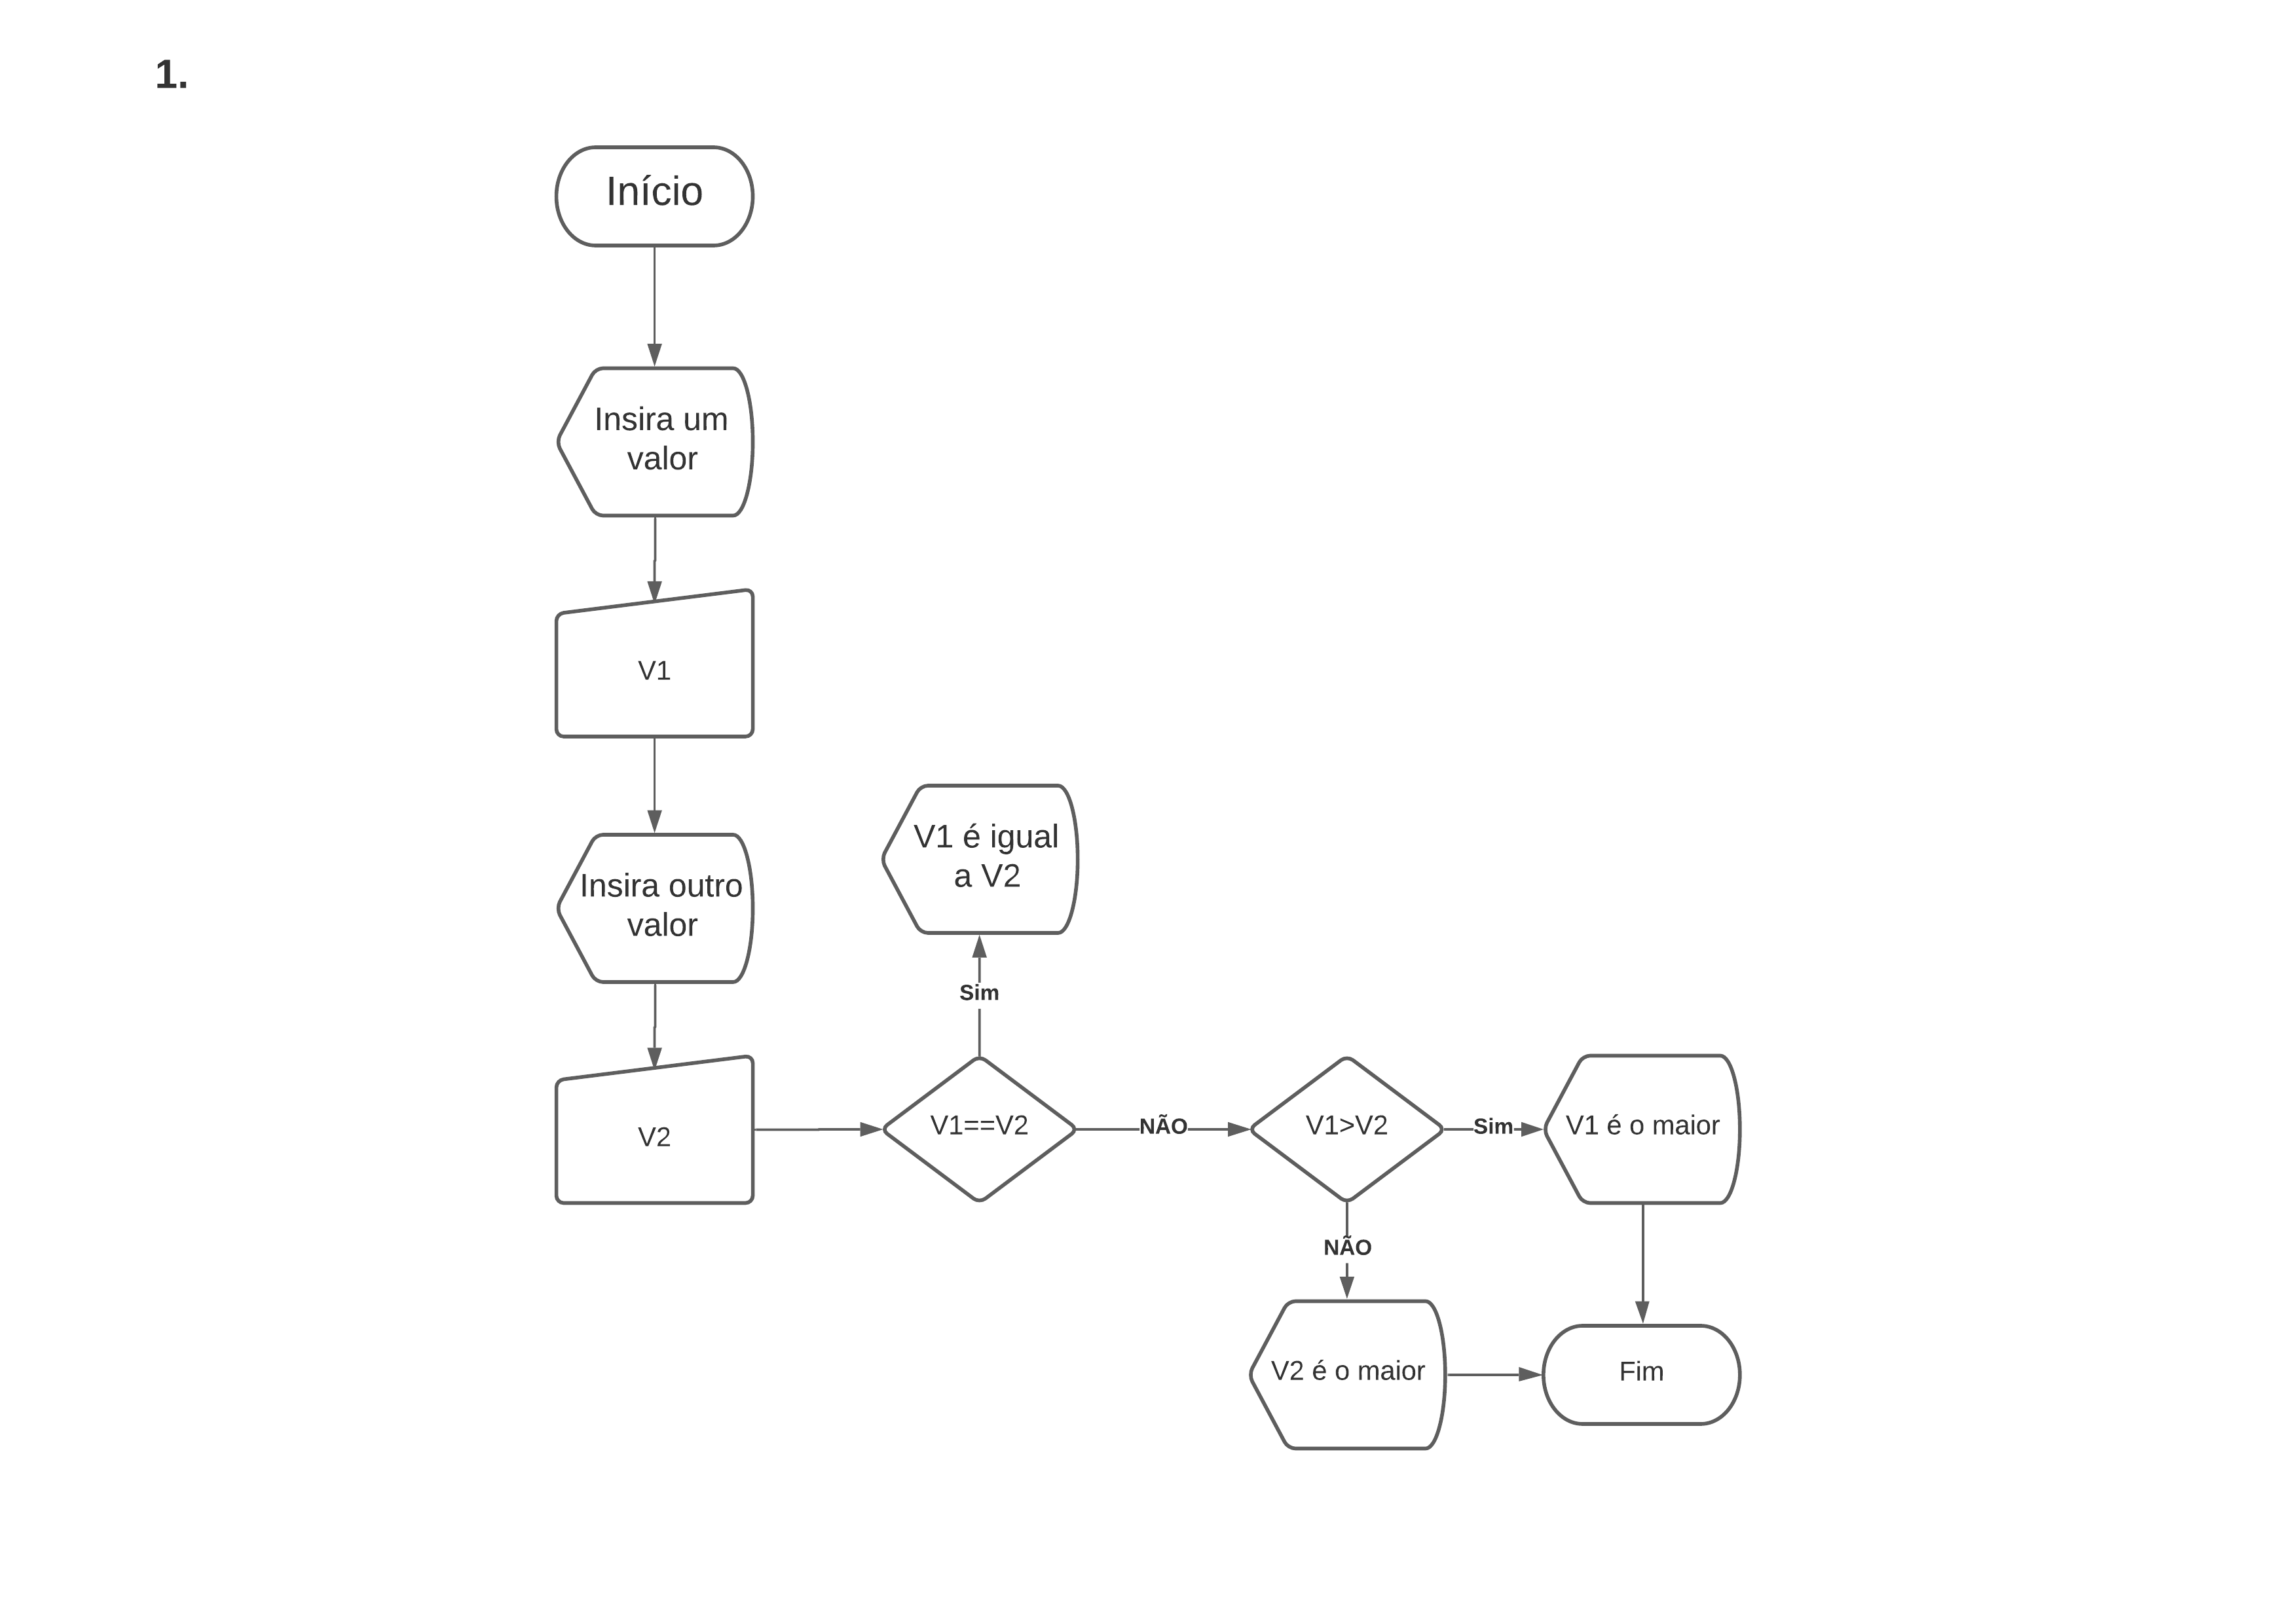 1.
Início
Insira um
valor
V1
Insira outro
valor
V2
V1==V2
Sim
V1 é igual
a V2
NÃO
V1>V2
Sim
V1 é o maior
NÃO
V2 é o maior
Fim